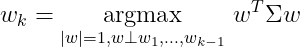 w_k = argmax_{|w|=1, w⊥w_1,...,w_{k−1}} w^T Σ w